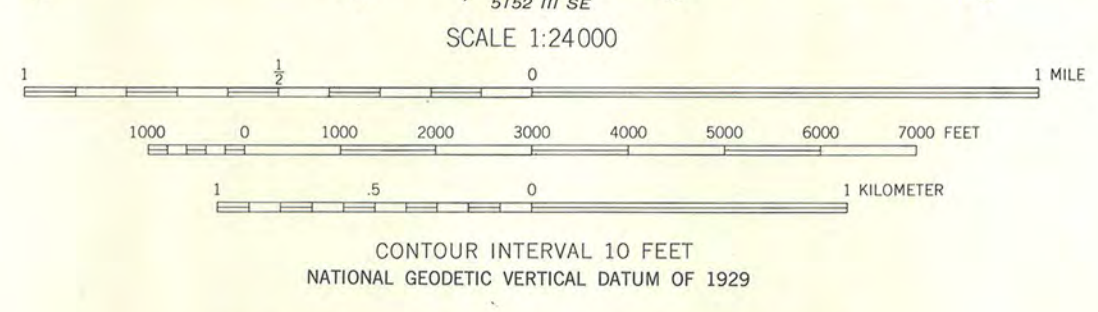 5152 III SE
SCALE 1:24000
1 1/2 0 1 MILE
1000 0 1000 2000 3000 4000 5000 6000 7000 FEET
1 .5 0 1 KILOMETER
CONTOUR INTERVAL 10 FEET
NATIONAL GEODETIC VERTICAL DATUM OF 1929